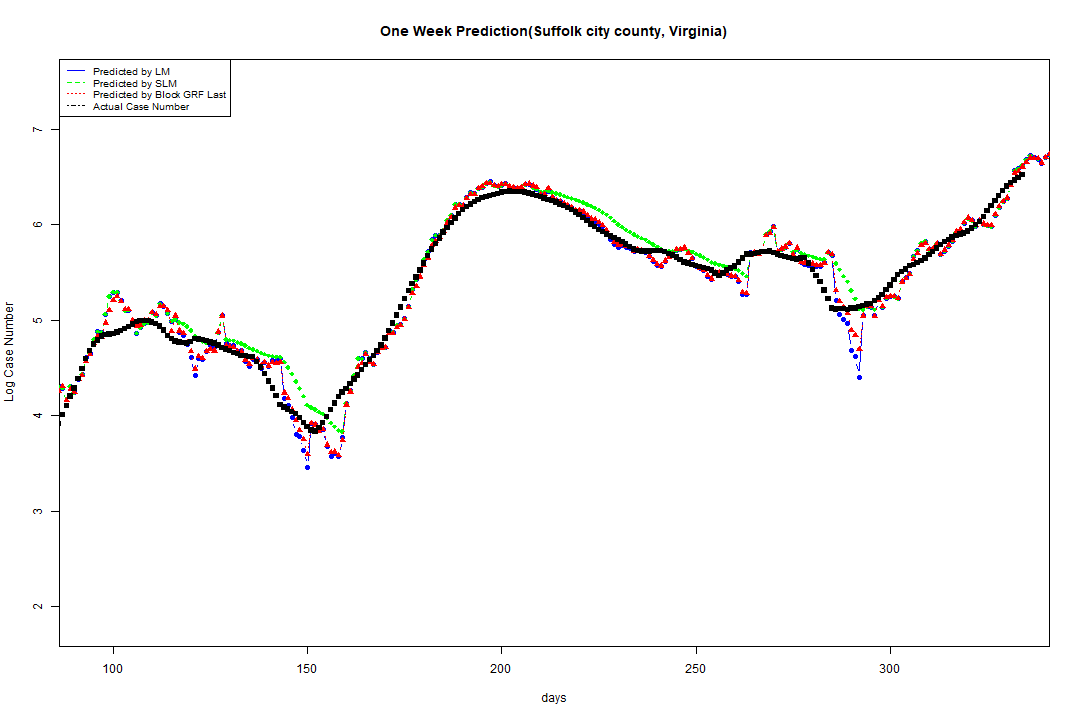 One Week Prediction(Suffolk city county, Virginia)
Predicted by LM
Predicted by SLM
Predicted by Block GRF Last
Actual Case Number
7
6
5
4
3
2
Log Case Number
100 150 200 250 300
days